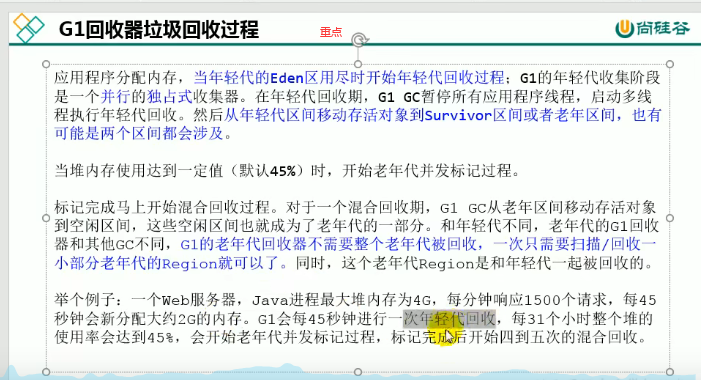 G1回收器垃圾回收过程
重点
尚硅谷
应用程序分配内存，当年轻代的Eden区用尽时开始年轻代回收过程；G1的年轻代收集阶段
是一个并行的独占式收集器。在年轻代回收期，G1 GC暂停所有应用程序线程，启动多线
程执行年轻代回收。然后从年轻代区间移动存活对象到Survivor区间或者老年区间，也有
可能是两个区间都会涉及。
当堆内存使用达到一定值（默认45%）时，开始老年代并发标记过程。
标记完成马上开始混合回收过程。对于一个混合回收期，G1 GC从老年区间移动存活对象
到空闲区间，这些空闲区间也就成为了老年代的一部分。和年轻代不同，老年代的G1回收
器和其他GC不同，G1的老年代回收器不需要整个老年代被回收，一次只需要扫描/回收一
小部分老年代的Region就可以了。同时，这个老年代Region是和年轻代一起被回收的。
举个例子：一个Web服务器，Java进程最大堆内存为4G，每分钟响应1500个请求，每45
秒钟会新分配大约2G的内存。G1会每45秒钟进行一次年轻代回收，每31个小时整个堆的
使用率会达到45%，会开始老年代并发标记过程，标记完成后开始四到五次的混合回收。